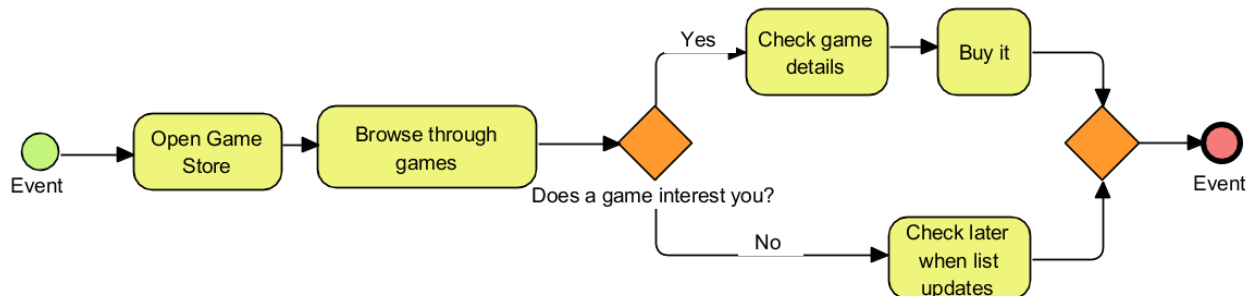 Event
Open Game
Store
Browse through
games
Does a game interest you?
Yes
Check game
details
Buy it
No
Check later
when list
updates
Event